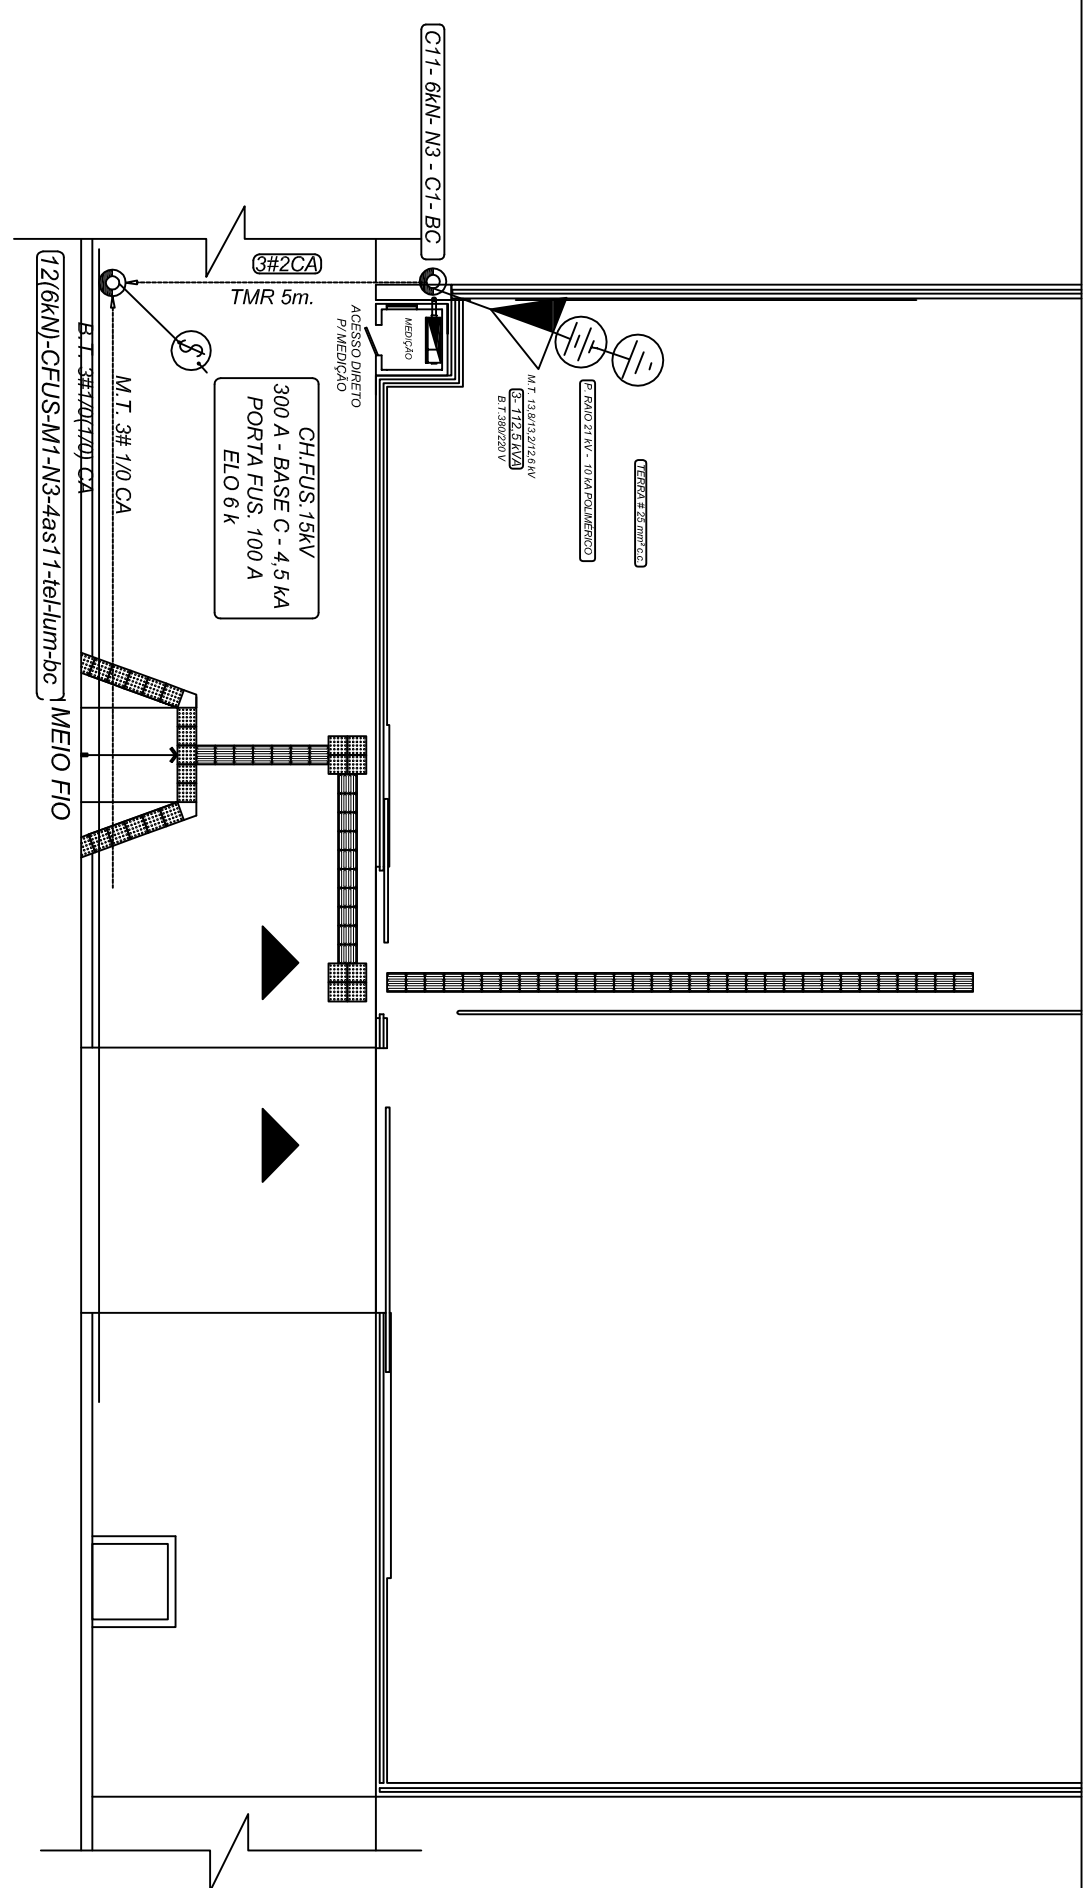 C11- 6kN- N3 - C1- BC
3#2CA
TMR 5m.
MEDIÇÃO
ACESSO DIRETO
P/ MEDIÇÃO
M.T. 13,8/13,2/12,6 kV
3- 112,5 kVA
B.T.380/220 V
P. RAIO 21 kV - 10 kA POLIMÉRICO
TERRA # 25 mm² c.c.
CH.FUS.15kV
300 A - BASE C - 4,5 kA
PORTA FUS. 100 A
ELO 6 k
M.T. 3# 1/0 CA
B.T. 3#1/0(1/0) CA
12(6kN)-CFUS-M1-N3-4as11-tel-lum-bc
MEIO FIO